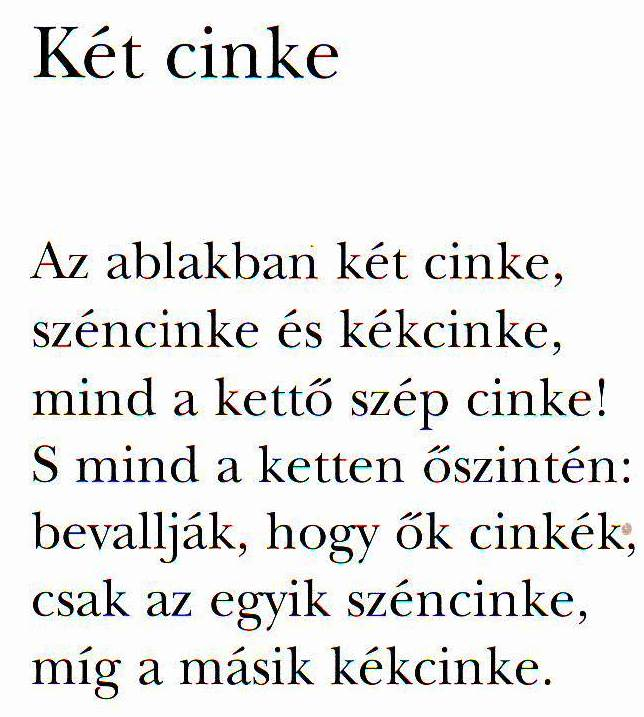 Két cinke
Az ablakban két cinke,
széncinke és kékcinke,
mind a kettő szép cinke!
S mind a ketten őszintén:
bevallják, hogy ők cinkék,
csak az egyik széncinke,
míg a másik kékcinke.